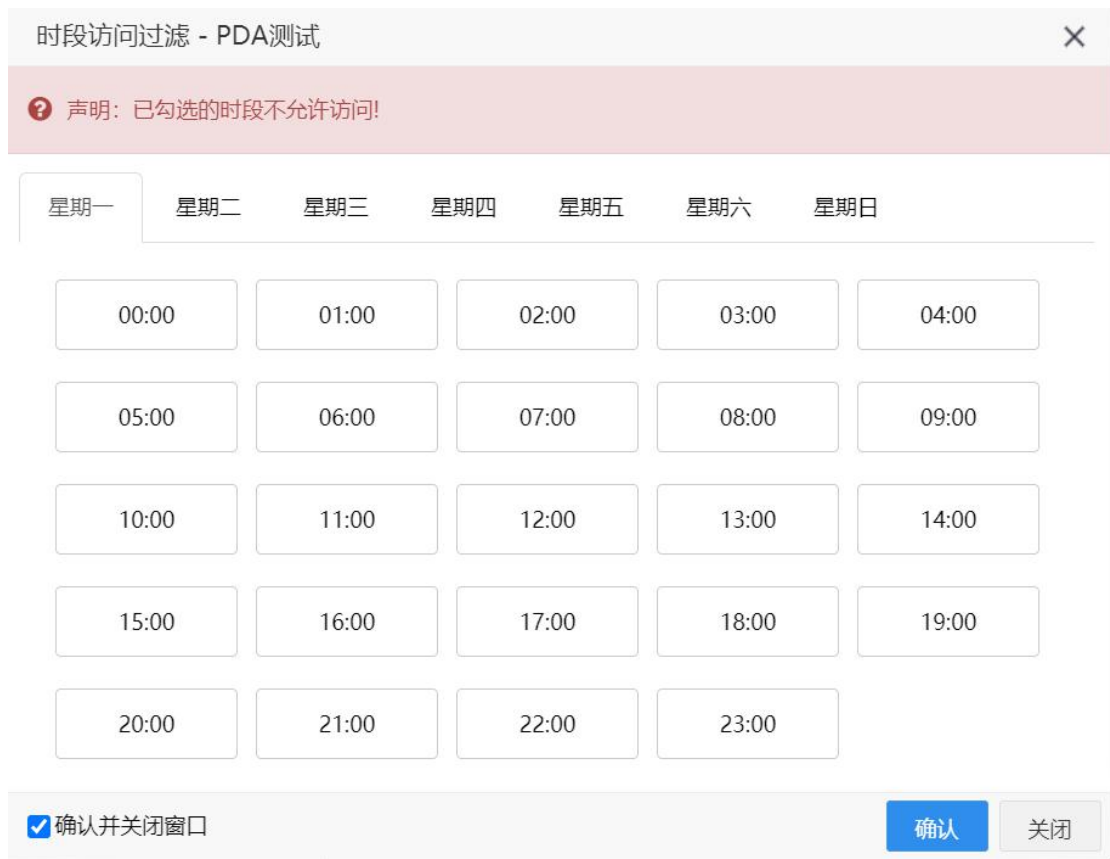 时段访问过滤 - PDA测试
声明：已勾选的时段不允许访问!
星期一 星期二 星期三 星期四 星期五 星期六 星期日
00:00 01:00 02:00 03:00 04:00
05:00 06:00 07:00 08:00 09:00
10:00 11:00 12:00 13:00 14:00
15:00 16:00 17:00 18:00 19:00
20:00 21:00 22:00 23:00
确认并关闭窗口 确认 关闭